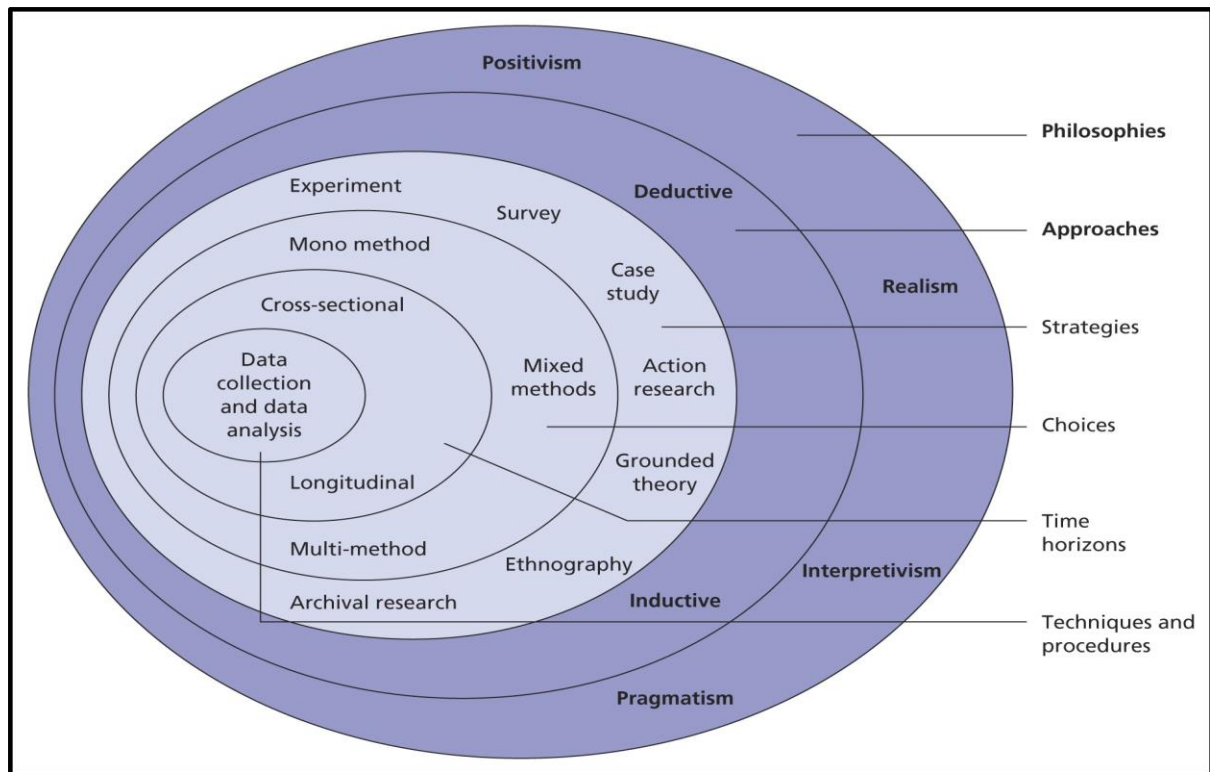 Positivism
Philosophies
Experiment
Deductive
Survey
Approaches
Mono method
Case
study
Realism
Cross-sectional
Strategies
Data
collection
and data
analysis
Mixed
methods
Action
research
Choices
Grounded
theory
Longitudinal
Time
horizons
Multi-method
Ethnography
Interpretivism
Archival research
Inductive
Techniques and
procedures
Pragmatism